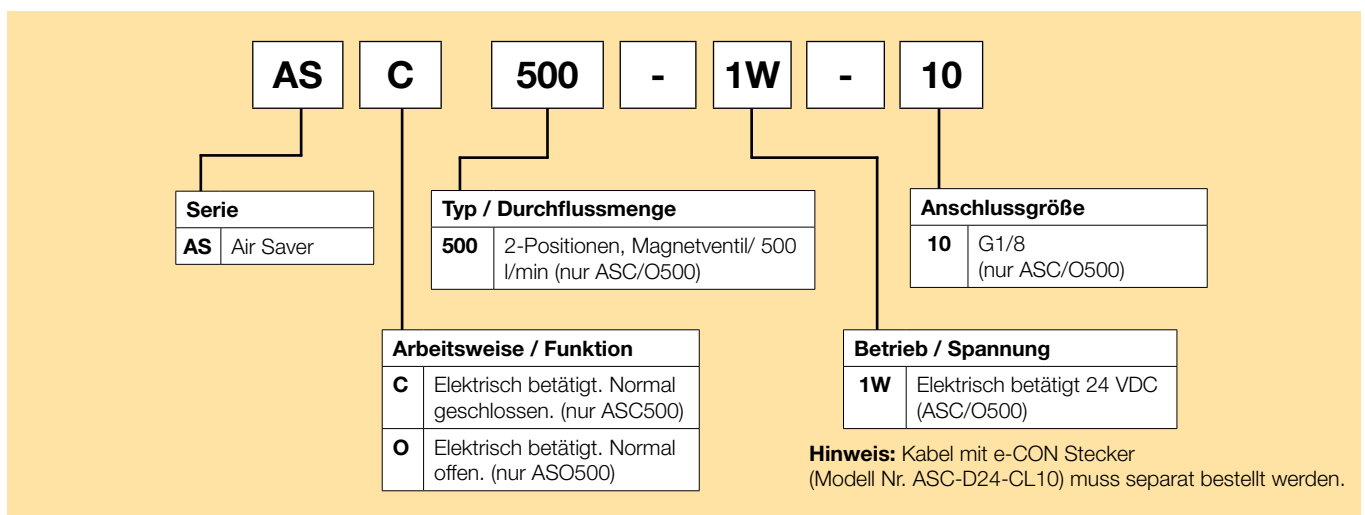 AS C 500 - 1W - 10
Serie
AS Air Saver
Typ / Durchflussmenge
500 2-Positionen, Magnetventil/ 500
l/min (nur ASC/O500)
Anschlussgröße
10 G1/8
(nur ASC/O500)
Arbeitsweise / Funktion
C Elektrisch betätigt. Normal
geschlossen. (nur ASC500)
O Elektrisch betätigt. Normal
offen. (nur ASO500)
Betrieb / Spannung
1W Elektrisch betätigt 24 VDC
(ASC/O500)
Hinweis: Kabel mit e-CON Stecker
(Modell Nr. ASC-D24-CL10) muss separat bestellt werden.